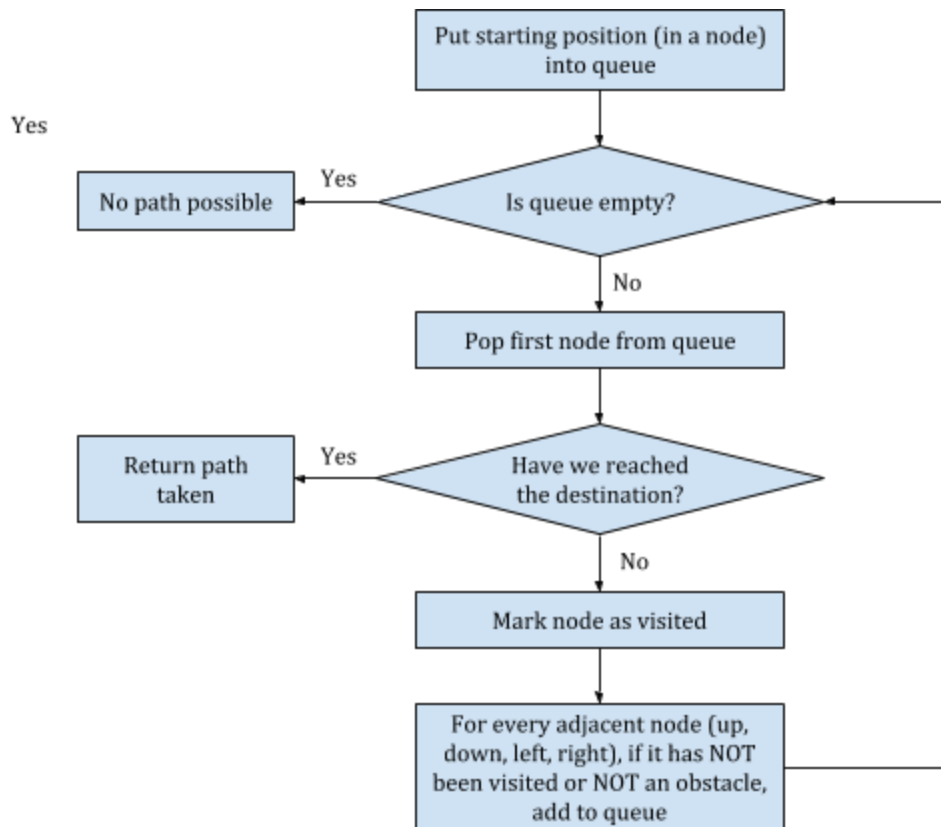 Put starting position (in a node)
into queue
Yes
Yes
No path possible
Is queue empty?
No
Pop first node from queue
Return path
taken
Yes
Have we reached
the destination?
No
Mark node as visited
For every adjacent node (up,
down, left, right), if it has NOT
been visited or NOT an obstacle,
add to queue